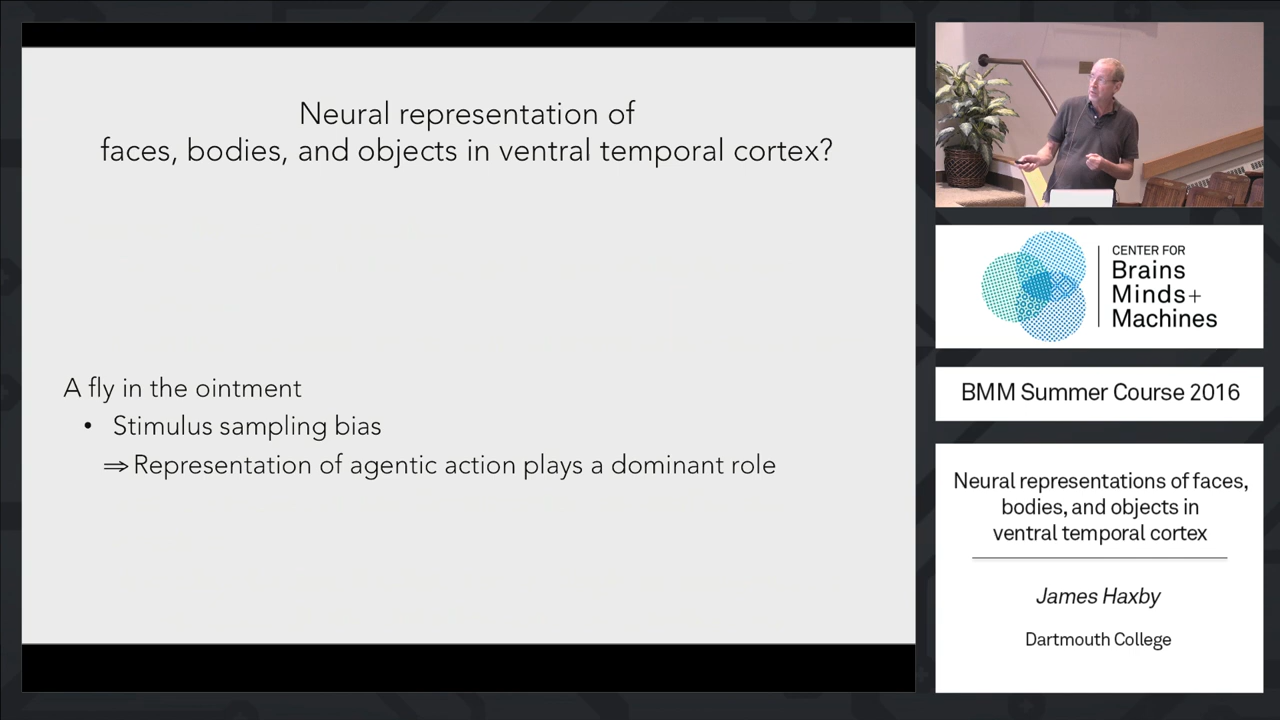 Neural representation of
faces, bodies, and objects in ventral temporal cortex?
A fly in the ointment
• Stimulus sampling bias
⇒ Representation of agentic action plays a dominant role
CENTER FOR
Brains
Minds+
Machines
BMM Summer Course 2016
Neural representations of faces,
bodies, and objects in
ventral temporal cortex
James Haxby
Dartmouth College